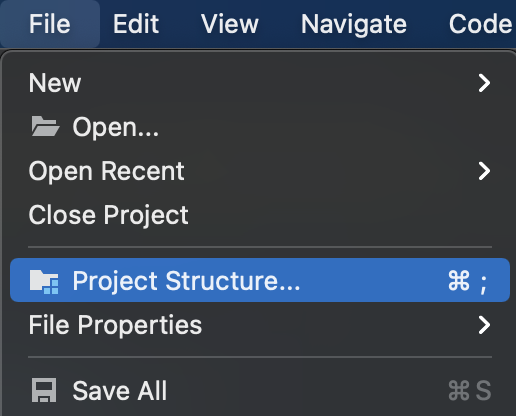 File Edit View Navigate Code
New
Open...
Open Recent
Close Project
Project Structure... ⌘ ;
File Properties
Save All ⌘ S